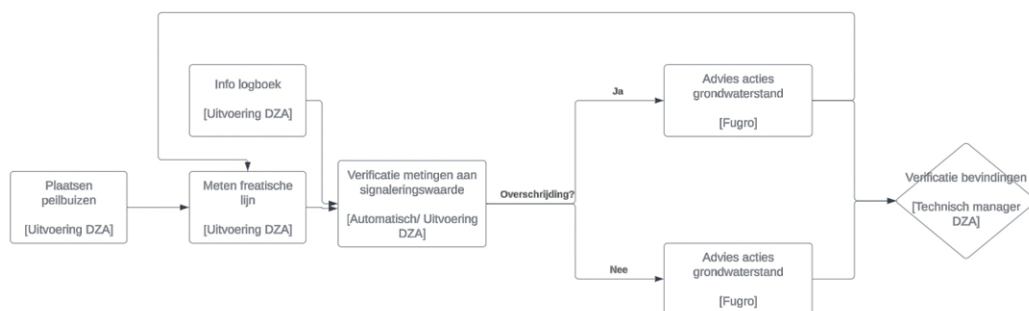 Info logboek
[Uitvoering DZA]
Plaatsen
peilbuizen
[Uitvoering DZA]
Meten freatische
lijn
[Uitvoering DZA]
Verificatie metingen aan
signaleringswaarde
[Automatisch/ Uitvoering
DZA]
Overschrijding?
Ja
Advies acties
grondwaterstand
[Fugro]
Nee
Advies acties
grondwaterstand
[Fugro]
Verificatie bevindingen
[Technisch manager
DZA]